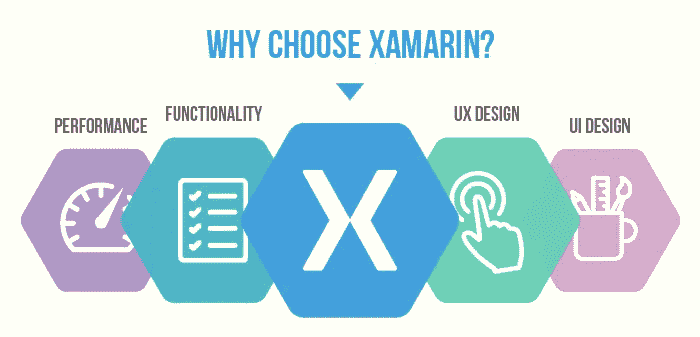 WHY CHOOSE XAMARIN?
PERFORMANCE
FUNCTIONALITY
UX DESIGN
UI DESIGN
X